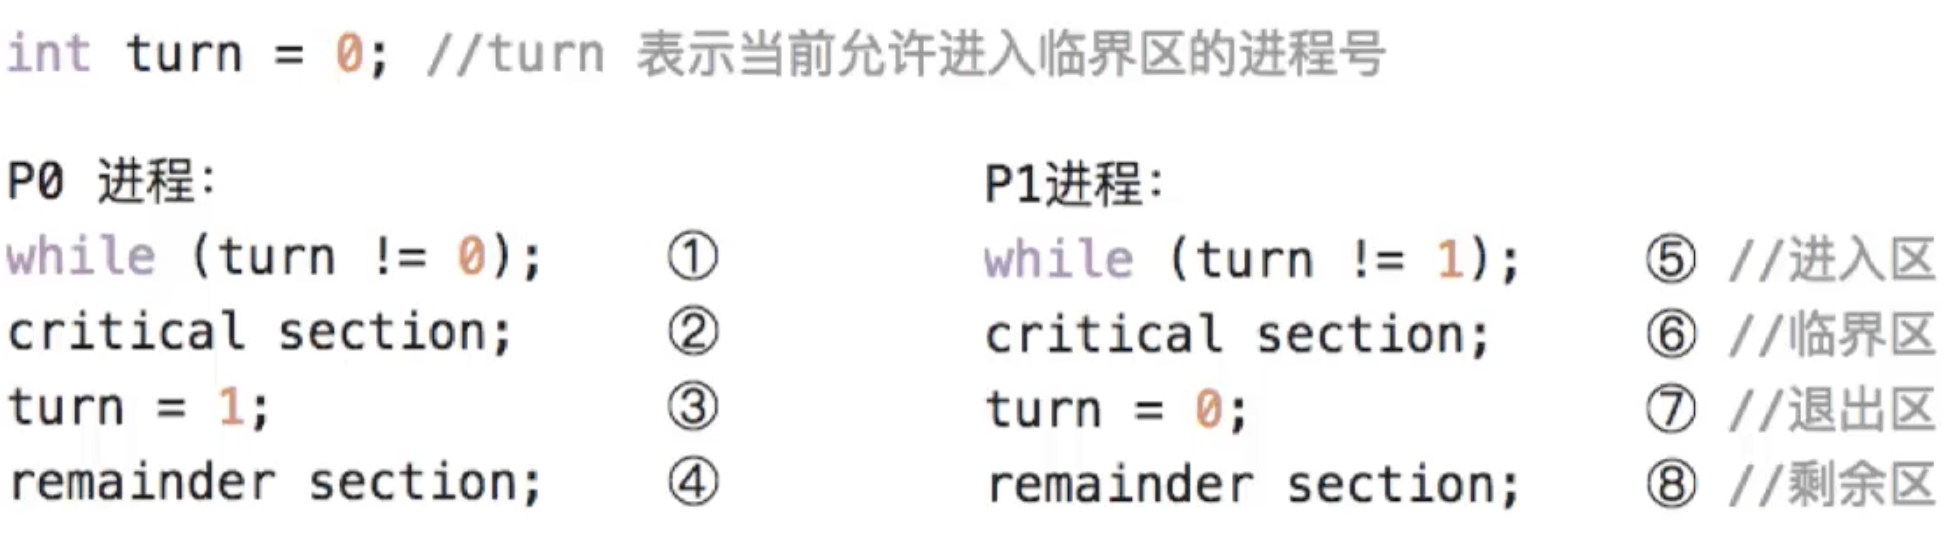 int turn = 0; //turn 表示当前允许进入临界区的进程号
P0 进程:
while (turn != 0); ①
critical section; ②
turn = 1; ③
remainder section; ④
P1进程:
while (turn != 1); ⑤ //进入区
critical section; ⑥ //临界区
turn = 0; ⑦ //退出区
remainder section; ⑧ //剩余区